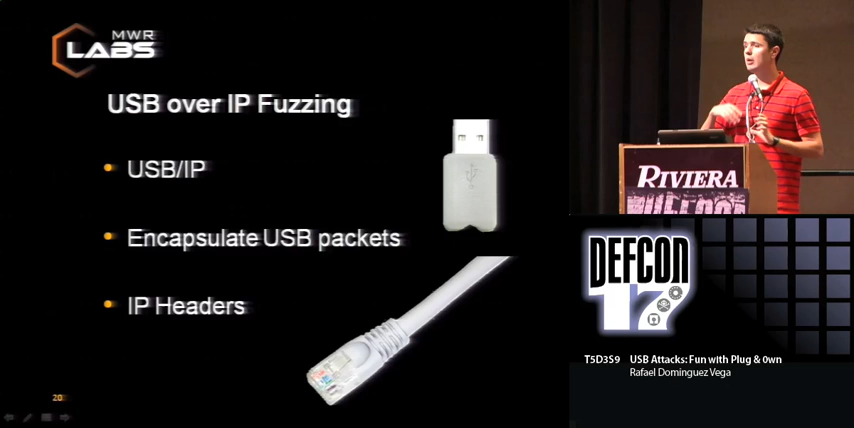 MWR
LABS
USB over IP Fuzzing
USB/IP
Encapsulate USB packets
IP Headers
20
RIVIERA
DEFCON
17
T5D3S9 USB Attacks: Fun with Plug & 0wn
Rafael Dominguez Vega